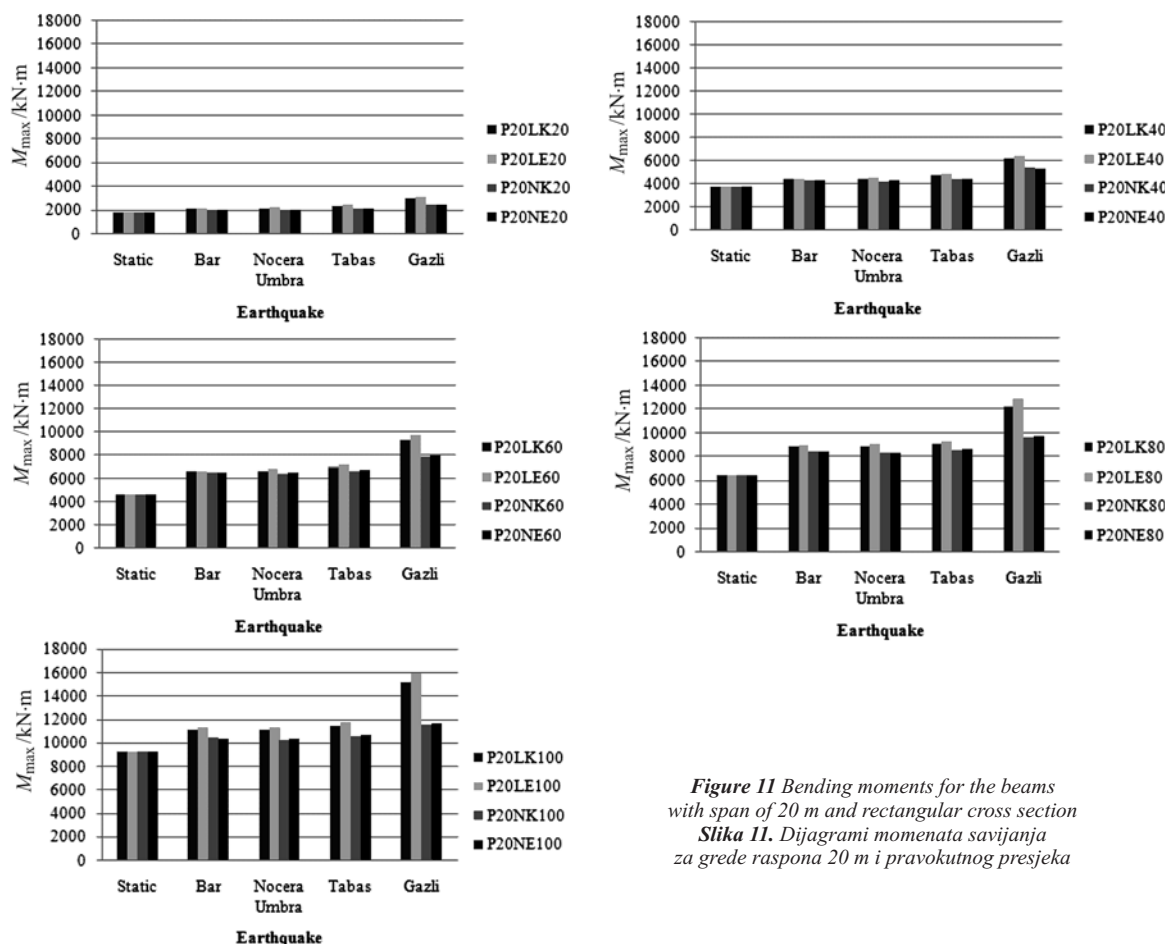 18000
16000
14000
12000
10000
8000
6000
4000
2000
0
M_max /kN·m
Static
Bar
Nocera
Umbra
Tabas
Gazli
Earthquake
P20LK20
P20LE20
P20NK20
P20NE20
18000
16000
14000
12000
10000
8000
6000
4000
2000
0
M_max /kN·m
Static
Bar
Nocera
Umbra
Tabas
Gazli
Earthquake
P20LK40
P20LE40
P20NK40
P20NE40
18000
16000
14000
12000
10000
8000
6000
4000
2000
0
M_max /kN·m
Static
Bar
Nocera
Umbra
Tabas
Gazli
Earthquake
P20LK60
P20LE60
P20NK60
P20NE60
18000
16000
14000
12000
10000
8000
6000
4000
2000
0
M_max /kN·m
Static
Bar
Nocera
Umbra
Tabas
Gazli
Earthquake
P20LK80
P20LE80
P20NK80
P20NE80
18000
16000
14000
12000
10000
8000
6000
4000
2000
0
M_max /kN·m
Static
Bar
Nocera
Umbra
Tabas
Gazli
Earthquake
P20LK100
P20LE100
P20NK100
P20NE100
Figure 11 Bending moments for the beams
with span of 20 m and rectangular cross section
Slika 11. Dijagrami momenata savijanja
za grede raspona 20 m i pravokutnog presjeka